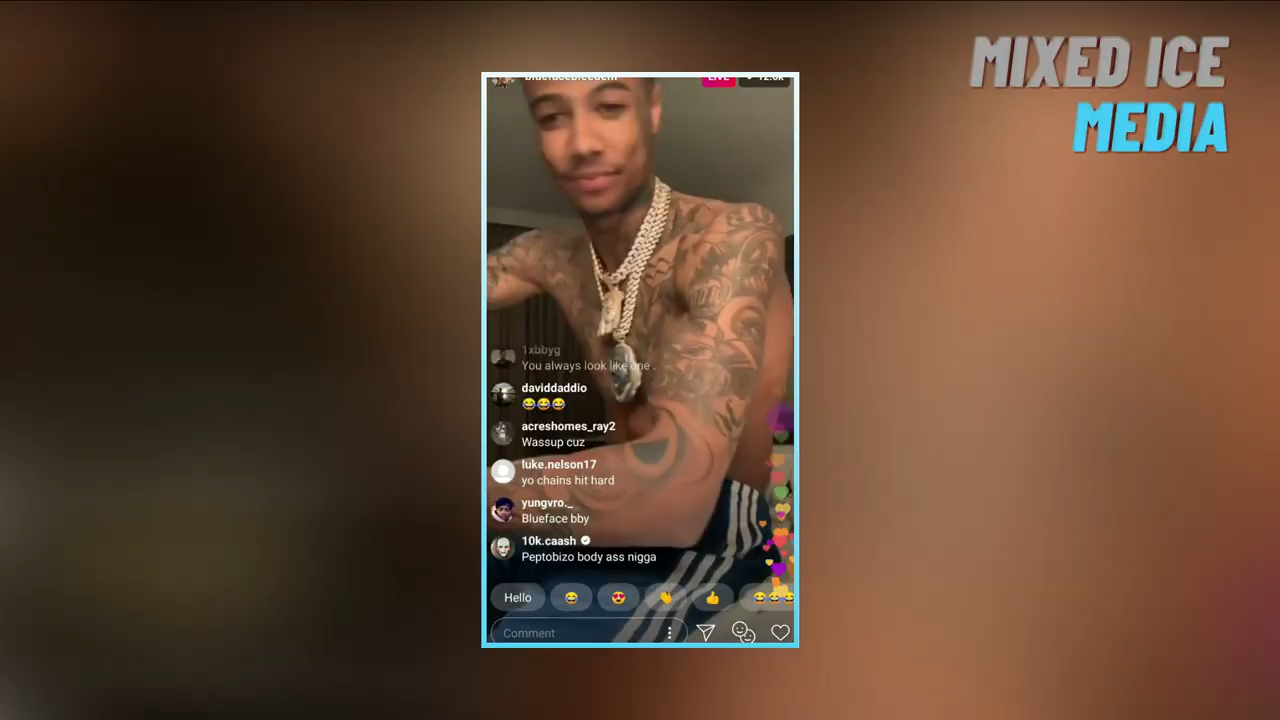 MIXED ICE
MEDIA
LIVE
1xbbyg
You always look like one .
daviddaddio
😂😂😂
acreshomes_ray2
Wassup cuz
luke.nelson17
yo chains hit hard
yungvro._
Blueface bby
10k.caash
Peptobizo body ass nigga
Hello
Comment